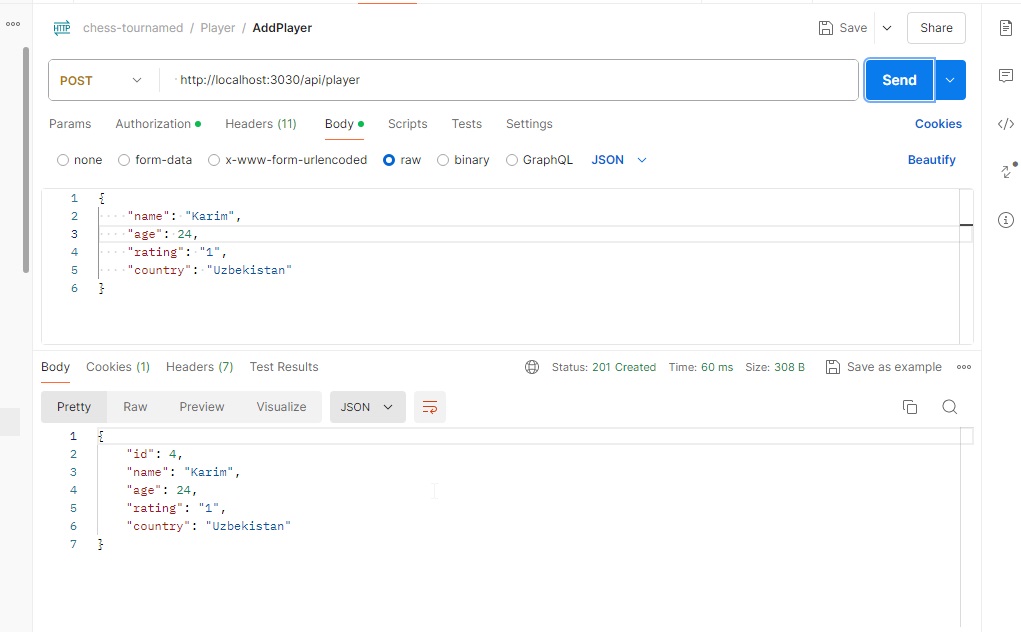 chess-tournamed / Player / AddPlayer Save Share
POST http://localhost:3030/api/player Send
Params Authorization Headers (11) Body Scripts Tests Settings Cookies
none form-data x-www-form-urlencoded raw binary GraphQL JSON Beautify
1 {
2 "name": "Karim",
3 "age": 24,
4 "rating": "1",
5 "country": "Uzbekistan"
6 }
Body Cookies (1) Headers (7) Test Results Status: 201 Created Time: 60 ms Size: 308 B Save as example
Pretty Raw Preview Visualize JSON
1 {
2 "id": 4,
3 "name": "Karim",
4 "age": 24,
5 "rating": "1",
6 "country": "Uzbekistan"
7 }